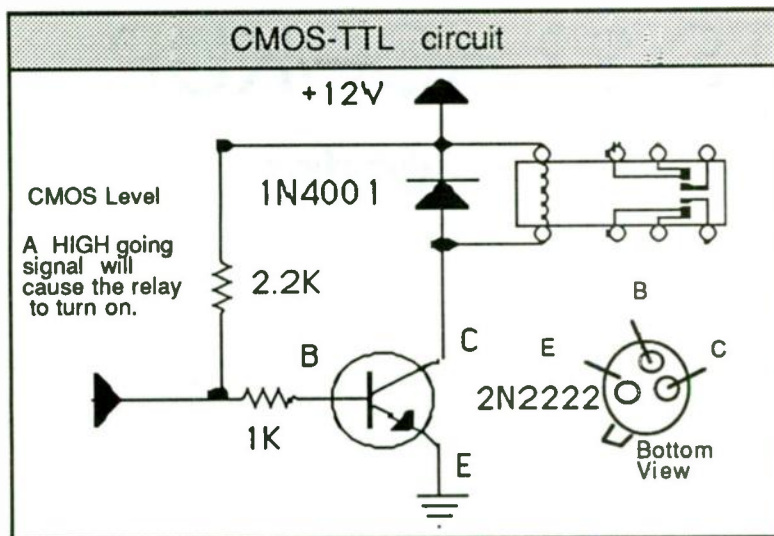 CMOS-TTL circuit
+12V
CMOS Level
1N4001
A HIGH going
signal will
cause the relay
to turn on.
2.2K
B
C
B
E
C
2N2222
1K
E
Bottom
View